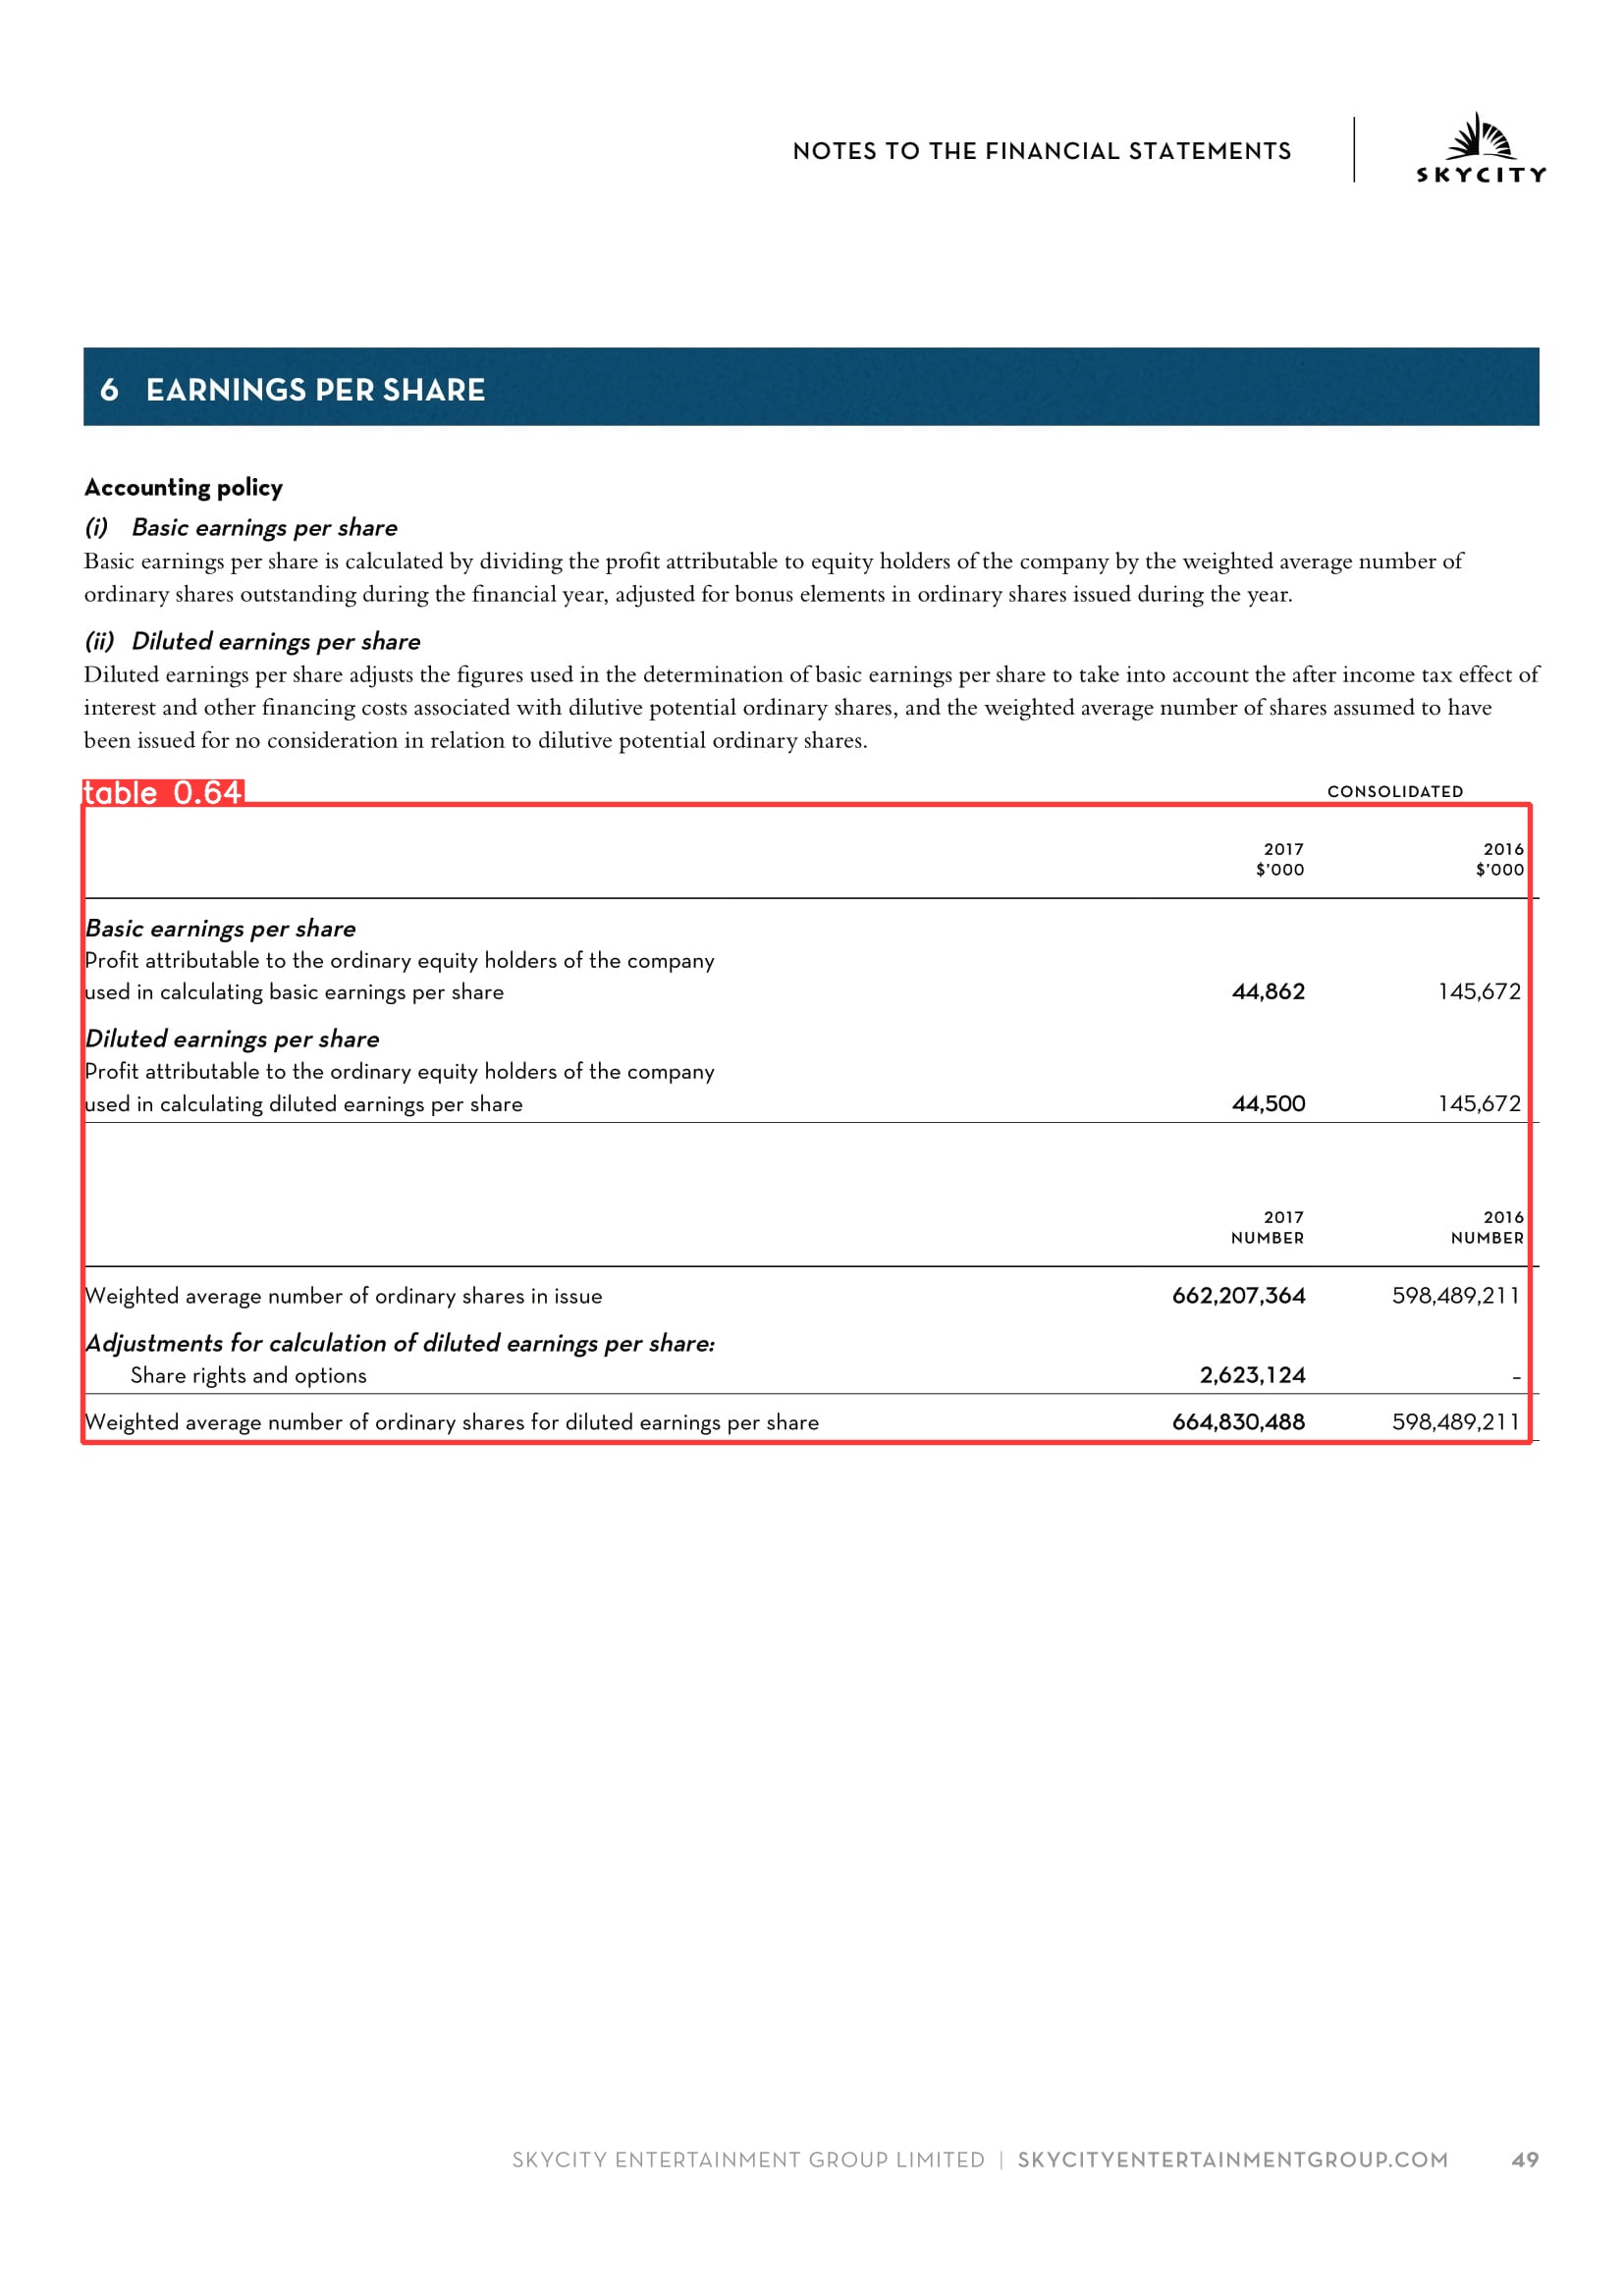 NOTES TO THE FINANCIAL STATEMENTS
SKYCITY
6 EARNINGS PER SHARE
Accounting policy
(i) Basic earnings per share
Basic earnings per share is calculated by dividing the profit attributable to equity holders of the company by the weighted average number of
ordinary shares outstanding during the financial year, adjusted for bonus elements in ordinary shares issued during the year.
(ii) Diluted earnings per share
Diluted earnings per share adjusts the figures used in the determination of basic earnings per share to take into account the after income tax effect of
interest and other financing costs associated with dilutive potential ordinary shares, and the weighted average number of shares assumed to have
been issued for no consideration in relation to dilutive potential ordinary shares.
table 0.64
CONSOLIDATED
2017 2016
$'000 $'000
Basic earnings per share
Profit attributable to the ordinary equity holders of the company
used in calculating basic earnings per share 44,862 145,672
Diluted earnings per share
Profit attributable to the ordinary equity holders of the company
used in calculating diluted earnings per share 44,500 145,672
2017 2016
NUMBER NUMBER
Weighted average number of ordinary shares in issue 662,207,364 598,489,211
Adjustments for calculation of diluted earnings per share:
Share rights and options 2,623,124 –
Weighted average number of ordinary shares for diluted earnings per share 664,830,488 598,489,211
SKYCITY ENTERTAINMENT GROUP LIMITED | SKYCITYENTERTAINMENTGROUP.COM 49